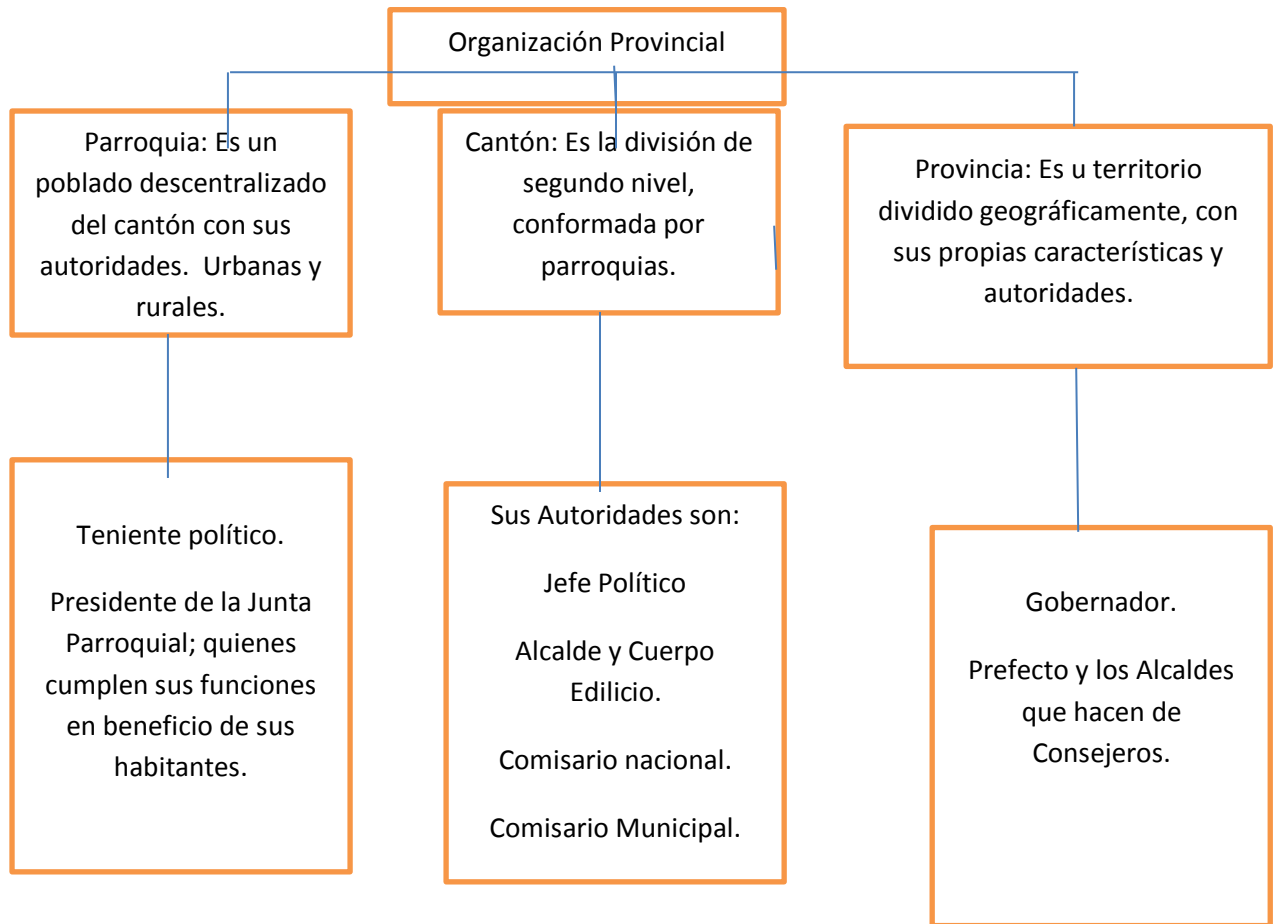 Organización Provincial
Parroquia: Es un
poblado descentralizado
del cantón con sus
autoridades.  Urbanas y
rurales.
Cantón: Es la división de
segundo nivel,
conformada por
parroquias.
Provincia: Es u territorio
dividido geográficamente, con
sus propias características y
autoridades.
Teniente político.
Presidente de la Junta
Parroquial; quienes
cumplen sus funciones
en beneficio de sus
habitantes.
Sus Autoridades son:
Jefe Político
Alcalde y Cuerpo
Edilicio.
Comisario nacional.
Comisario Municipal.
Gobernador.
Prefecto y los Alcaldes
que hacen de
Consejeros.